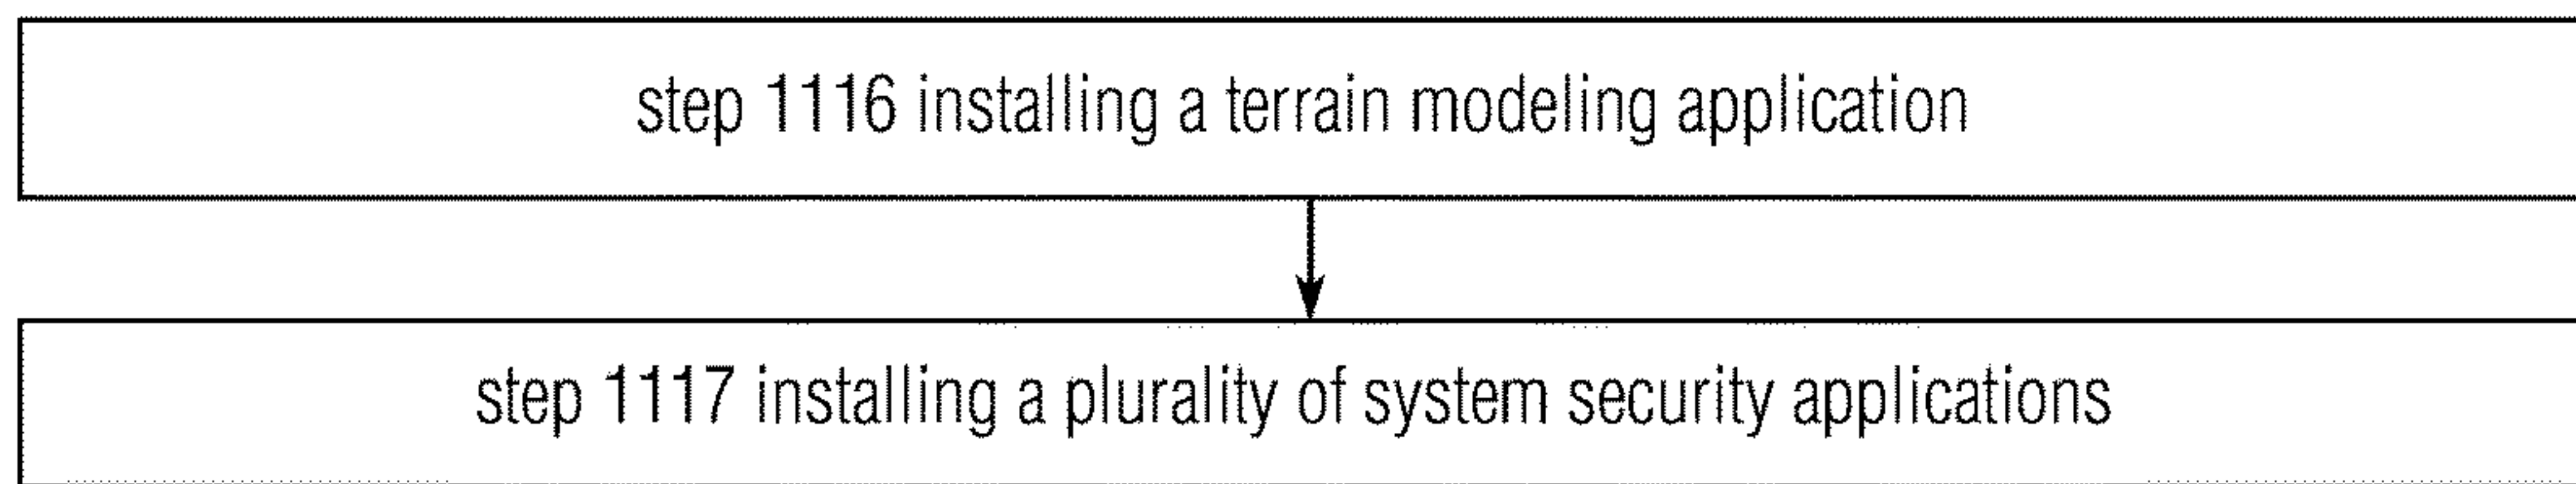 step 1116 installing a terrain modeling application
step 1117 installing a plurality of system security applications